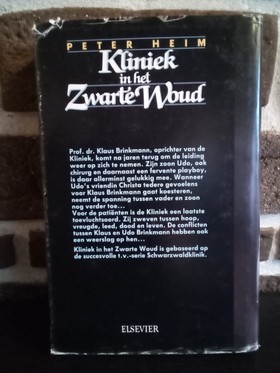 PETER HEIM
Kliniek
in het
Zwarte Woud
Prof. dr. Klaus Brinkmann, oprichter van de
Kliniek, komt na jaren terug om de leiding
weer op zich te nemen. Zijn zoon Udo, ook
chirurg en daarnaast een fervente playboy,
is daar allerminst gelukkig mee. Wanneer
Udo's vriendin Christa tedere gevoelens
voor Klaus Brinkmann gaat koesteren,
neemt de spanning tussen vader en zoon
nog verder toe...
Voor de patiënten is de Kliniek een laatste
toevluchtsoord. Zij zweven tussen hoop,
vreugde, leed, dood en leven. De conflicten
tussen Klaus en Udo Brinkmann hebben ook
een weerslag op hen...
Kliniek in het Zwarte Woud is gebaseerd op
de succesvolle t.v.-serie Schwarzwaldklinik.
ELSEVIER